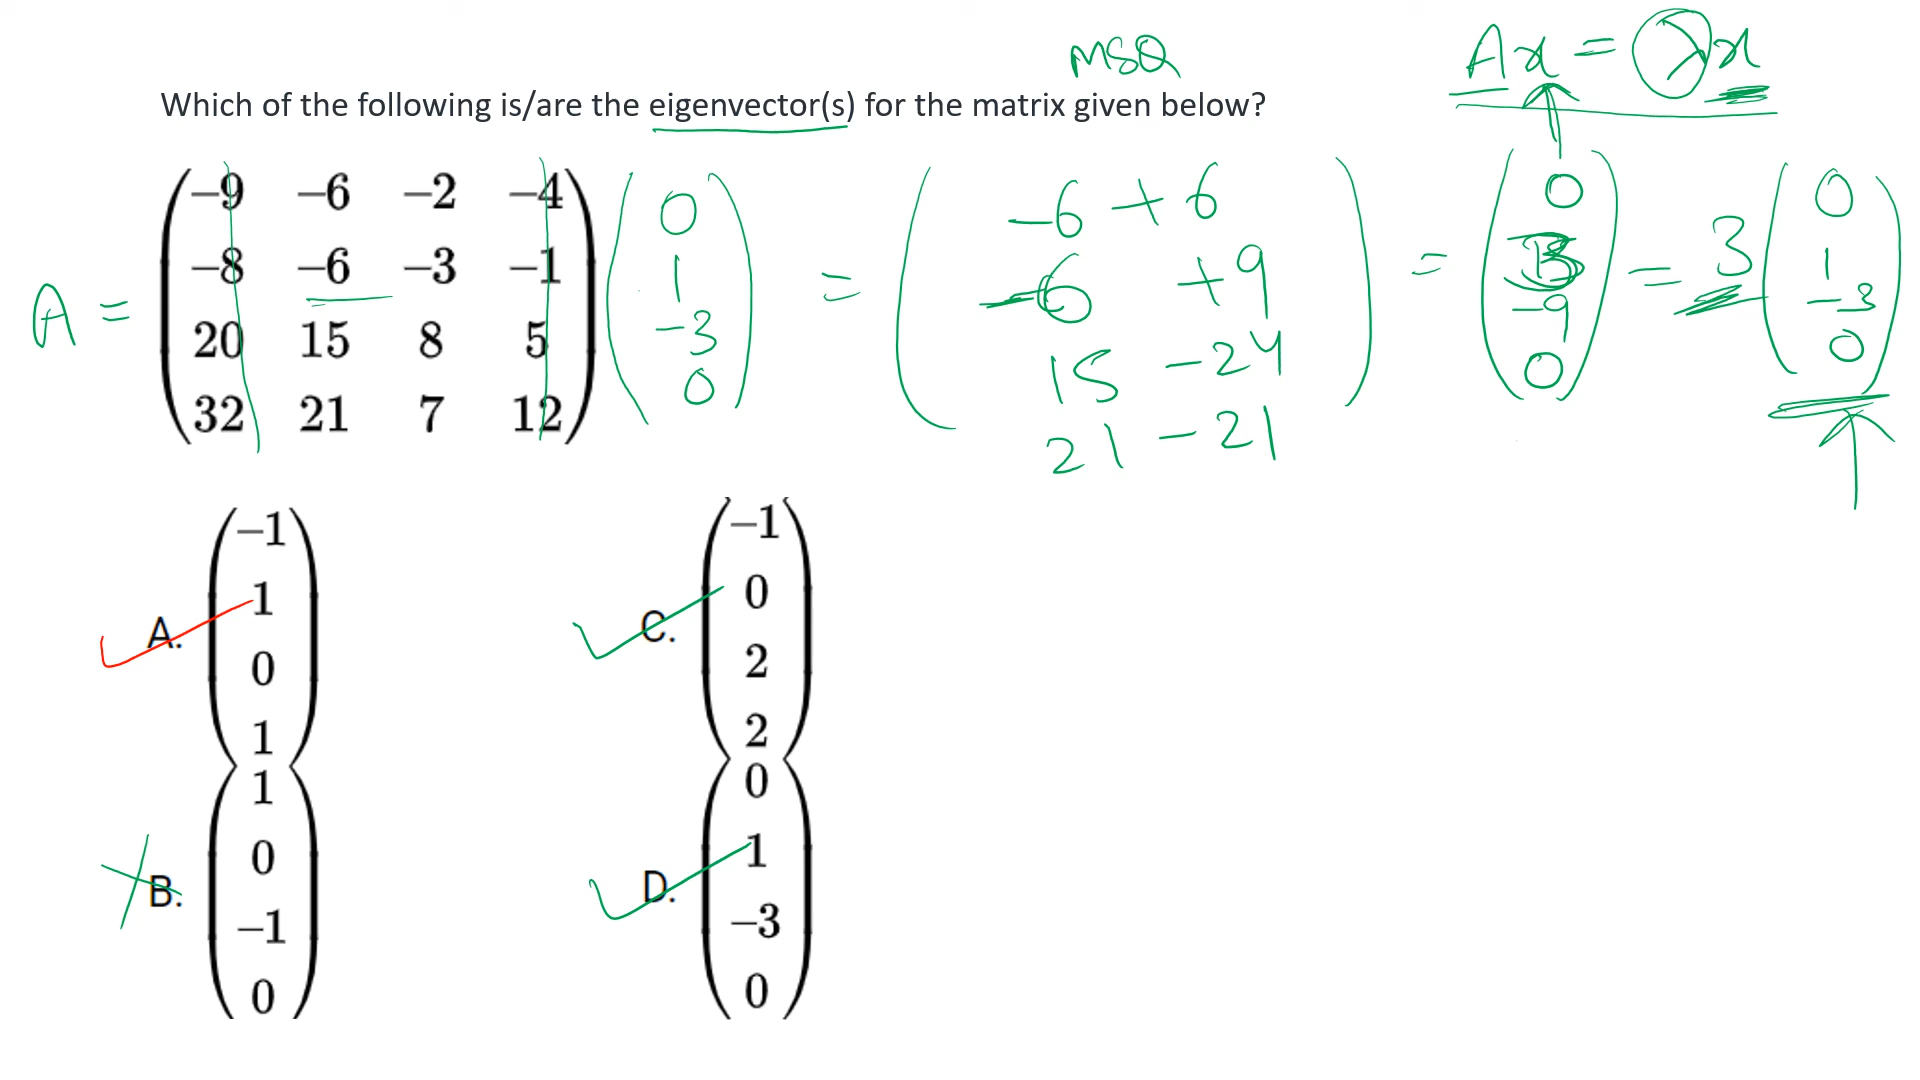 MSQ
Ax = λx
Which of the following is/are the eigenvector(s) for the matrix given below?
A =
−9 −6 −2 −4
−8 −6 −3 −1
20 15 8 5
32 21 7 12
0
1
−3
0
=
−6 + 6
−6 + 9
15 − 24
21 − 21
=
0
3
−9
0
= 3
0
1
−3
0
A.
−1
1
0
1
B.
1
0
−1
0
C.
−1
0
2
2
D.
0
1
−3
0